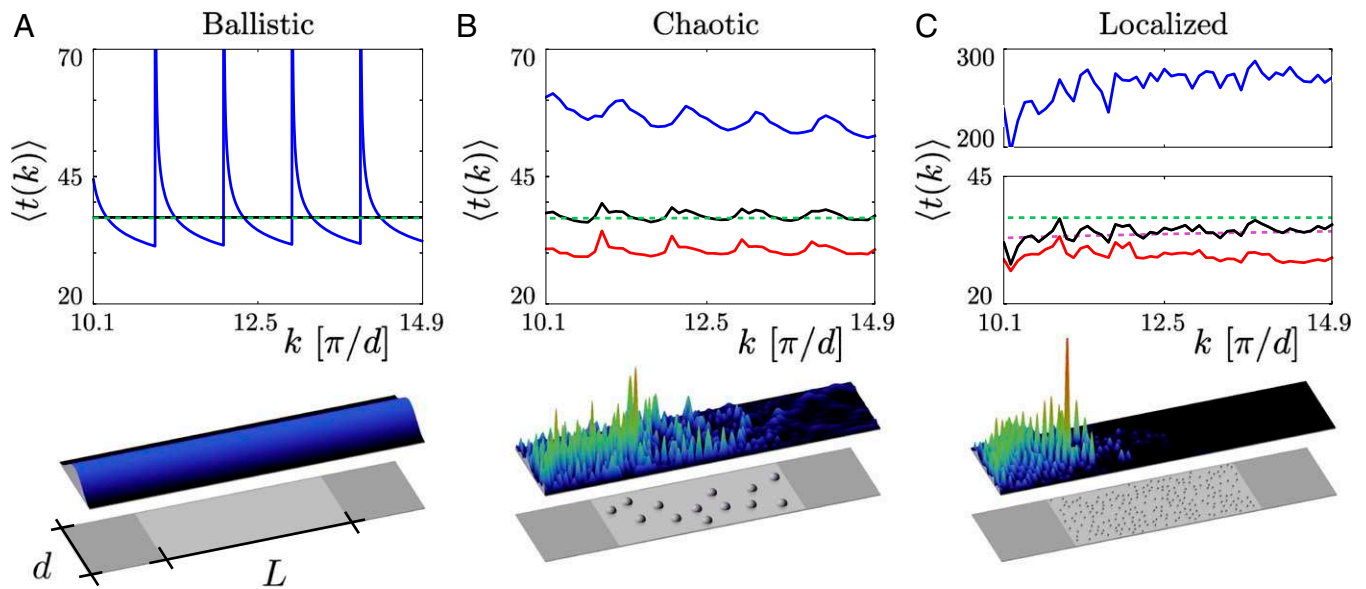 A Ballistic
70
45
20
⟨t(k)⟩
10.1 12.5 14.9
k [π/d]
d
L
B Chaotic
70
45
20
⟨t(k)⟩
10.1 12.5 14.9
k [π/d]
C Localized
300
200
45
20
⟨t(k)⟩
10.1 12.5 14.9
k [π/d]